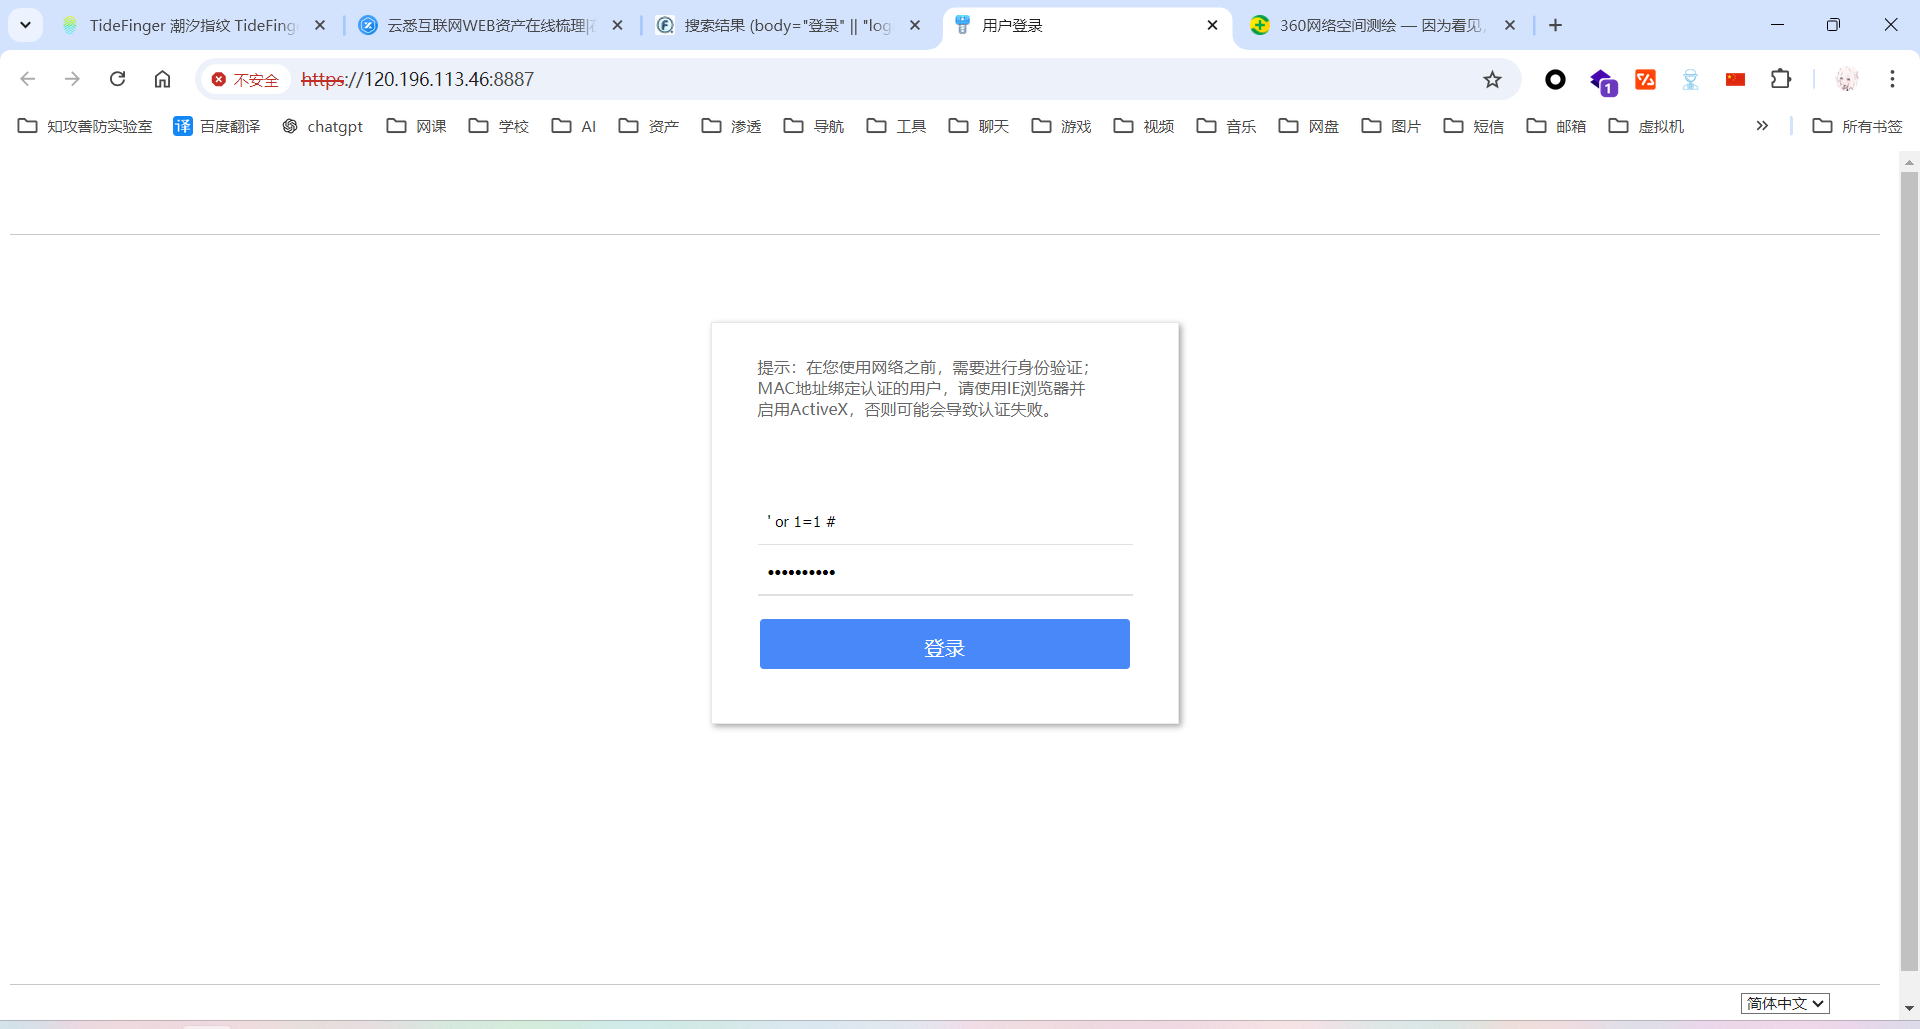 TideFinger 潮汐指纹 TideFing
云悉互联网WEB资产在线梳理|
搜索结果 (body="登录" || "log
用户登录
360网络空间测绘 — 因为看见,
不安全
https://120.196.113.46:8887
1
知攻善防实验室
译 百度翻译
chatgpt
网课
学校
AI
资产
渗透
导航
工具
聊天
游戏
视频
音乐
网盘
图片
短信
邮箱
虚拟机
所有书签
提示：在您使用网络之前，需要进行身份验证；
MAC地址绑定认证的用户，请使用IE浏览器并
启用ActiveX，否则可能会导致认证失败。
' or 1=1 #
••••••••••
登录
简体中文